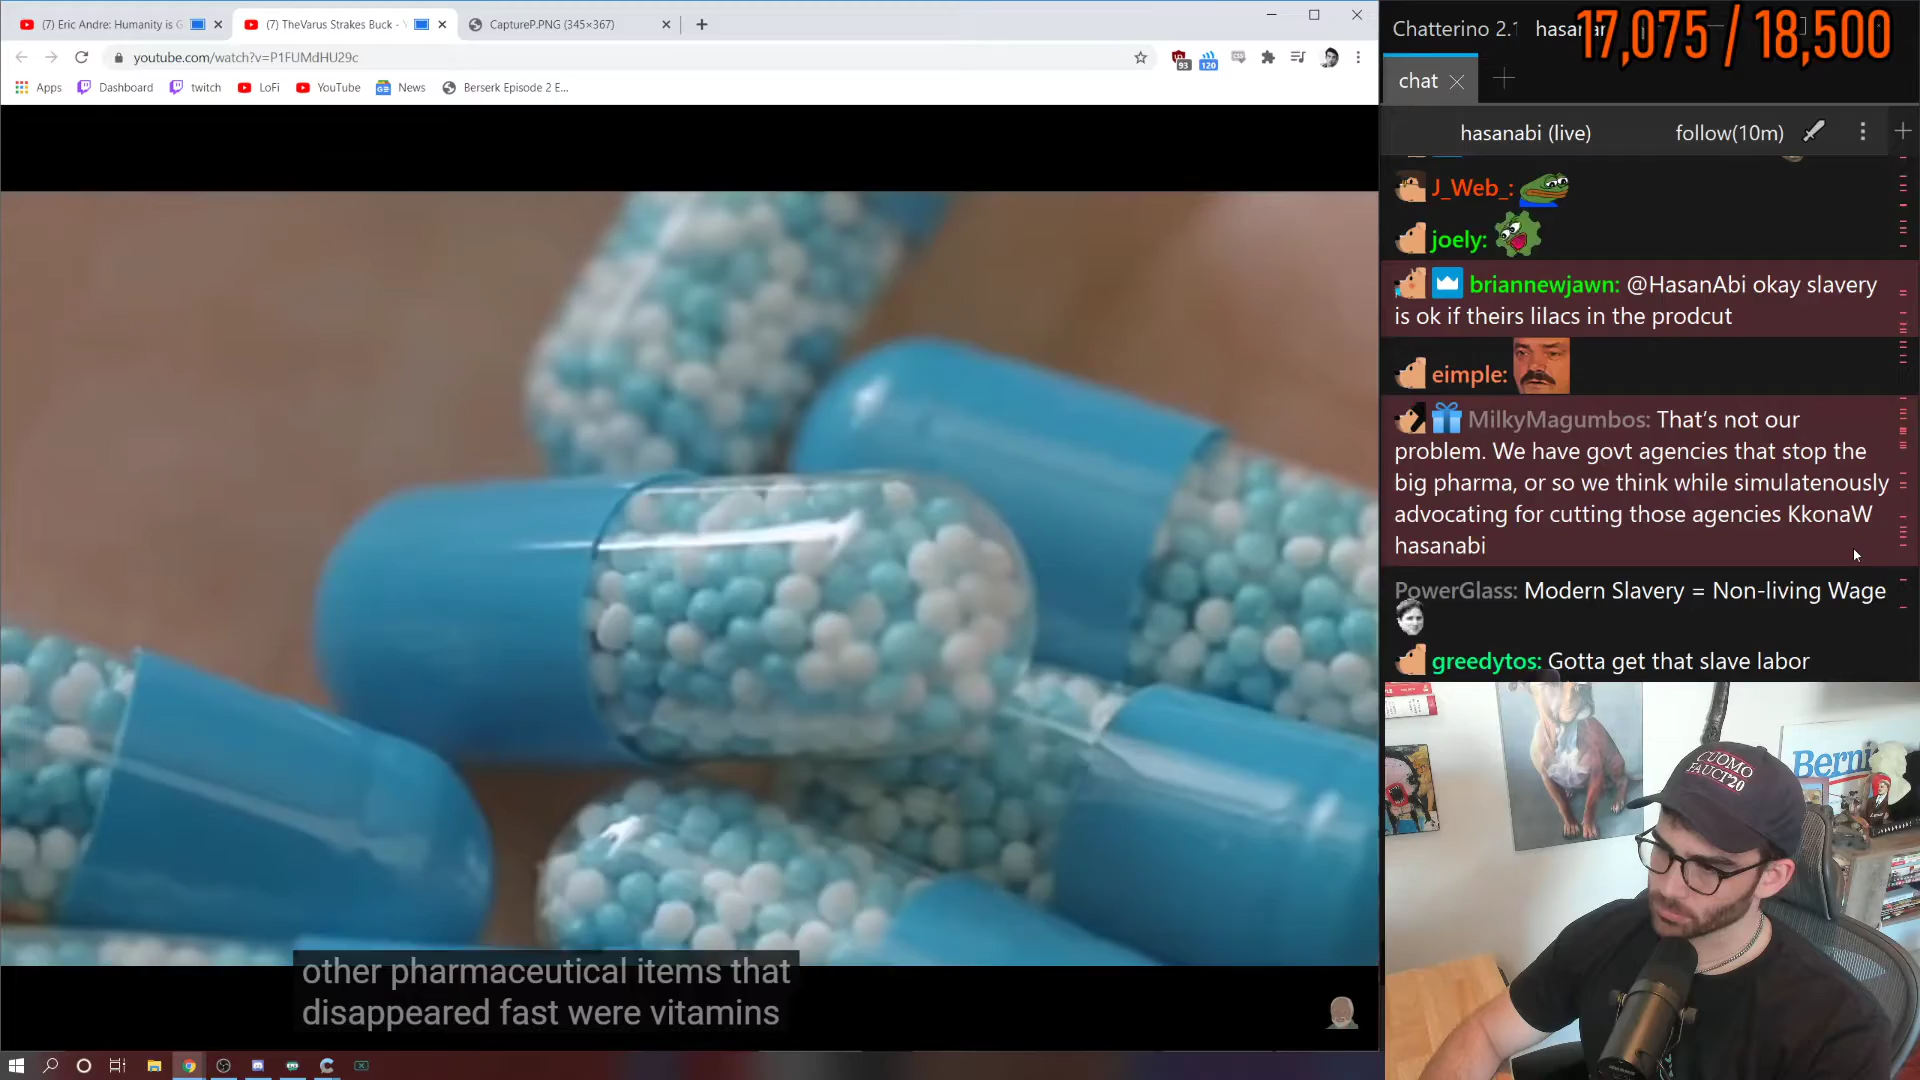 (7) Eric Andre: Humanity is G
(7) TheVarus Strakes Buck - Y
CaptureP.PNG (345×367)
youtube.com/watch?v=P1FUMdHU29c
93
120
Apps
Dashboard
twitch
LoFi
YouTube
News
Berserk Episode 2 E...
other pharmaceutical items that
disappeared fast were vitamins
Chatterino 2.1
17,075 / 18,500
chat
hasanabi (live)
follow(10m)
J_Web_:
joely:
briannewjawn: @HasanAbi okay slavery
is ok if theirs lilacs in the prodcut
eimple:
MilkyMagumbos: That’s not our
problem. We have govt agencies that stop the
big pharma, or so we think while simulatenously
advocating for cutting those agencies KkonaW
hasanabi
PowerGlass: Modern Slavery = Non-living Wage
greedytos: Gotta get that slave labor
CUOMO
FAUCI '20
Berni